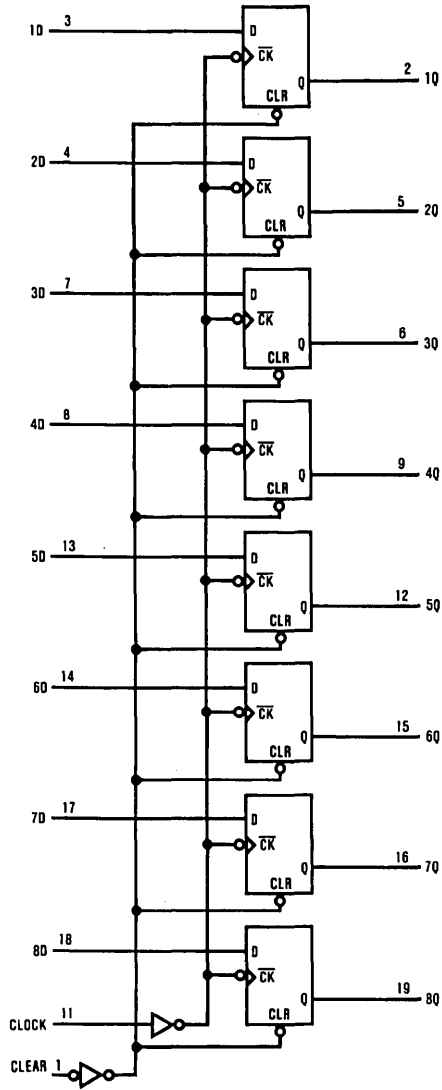 1D 3 D
CK
Q 2 1Q
CLR
2D 4 D
CK
Q 5 2Q
CLR
3D 7 D
CK
Q 6 3Q
CLR
4D 8 D
CK
Q 9 4Q
CLR
5D 13 D
CK
Q 12 5Q
CLR
6D 14 D
CK
Q 15 6Q
CLR
7D 17 D
CK
Q 16 7Q
CLR
8D 18 D
CK
Q 19 8Q
CLR
CLOCK 11
CLEAR 1